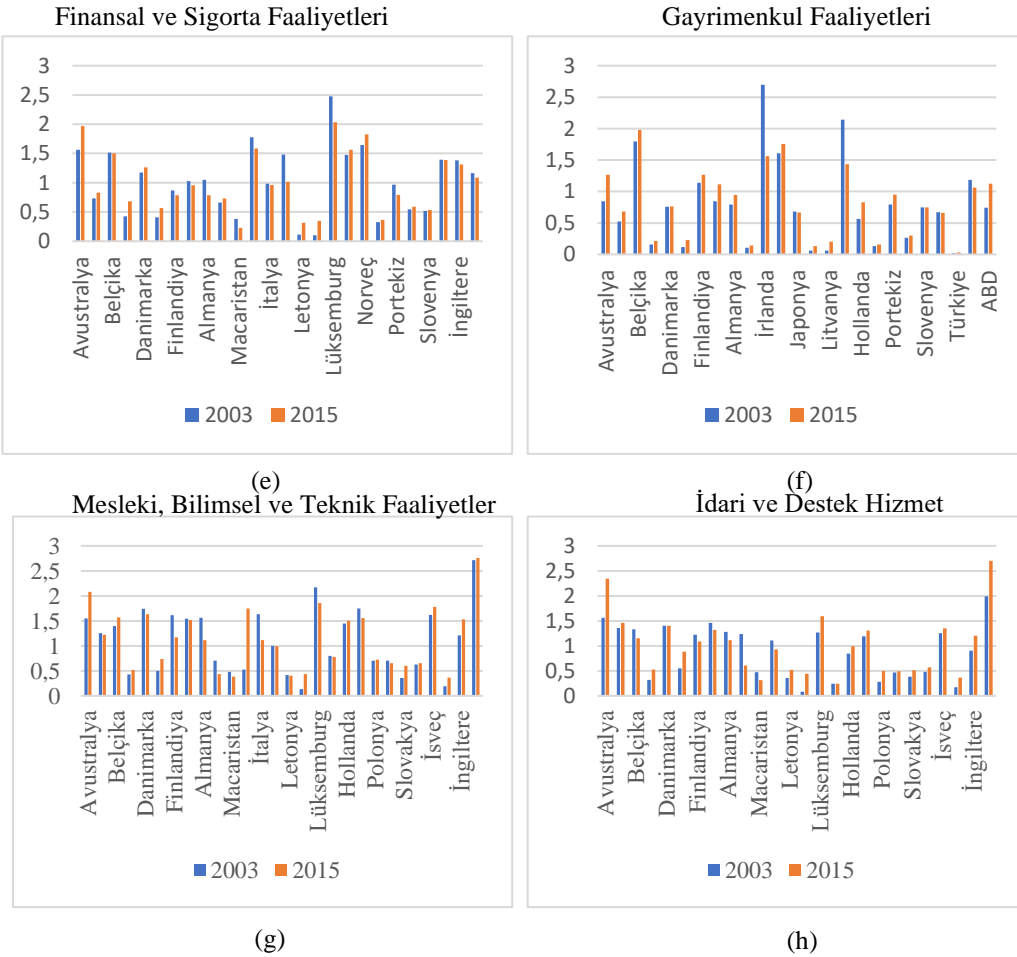 Finansal ve Sigorta Faaliyetleri
3
2,5
2
1,5
1
0,5
0
Avustralya
Belçika
Danimarka
Finlandiya
Almanya
Macaristan
İtalya
Letonya
Lüksemburg
Norveç
Portekiz
Slovenya
İngiltere
2003 2015
(e)
Gayrimenkul Faaliyetleri
3
2,5
2
1,5
1
0,5
0
Avustralya
Belçika
Danimarka
Finlandiya
Almanya
İrlanda
Japonya
Litvanya
Hollanda
Portekiz
Slovenya
Türkiye
ABD
2003 2015
(f)
Mesleki, Bilimsel ve Teknik Faaliyetler
3
2,5
2
1,5
1
0,5
0
Avustralya
Belçika
Danimarka
Finlandiya
Almanya
Macaristan
İtalya
Letonya
Lüksemburg
Hollanda
Polonya
Slovakya
İsveç
İngiltere
2003 2015
(g)
İdari ve Destek Hizmet
3
2,5
2
1,5
1
0,5
0
Avustralya
Belçika
Danimarka
Finlandiya
Almanya
Macaristan
Letonya
Lüksemburg
Hollanda
Polonya
Slovakya
İsveç
İngiltere
2003 2015
(h)